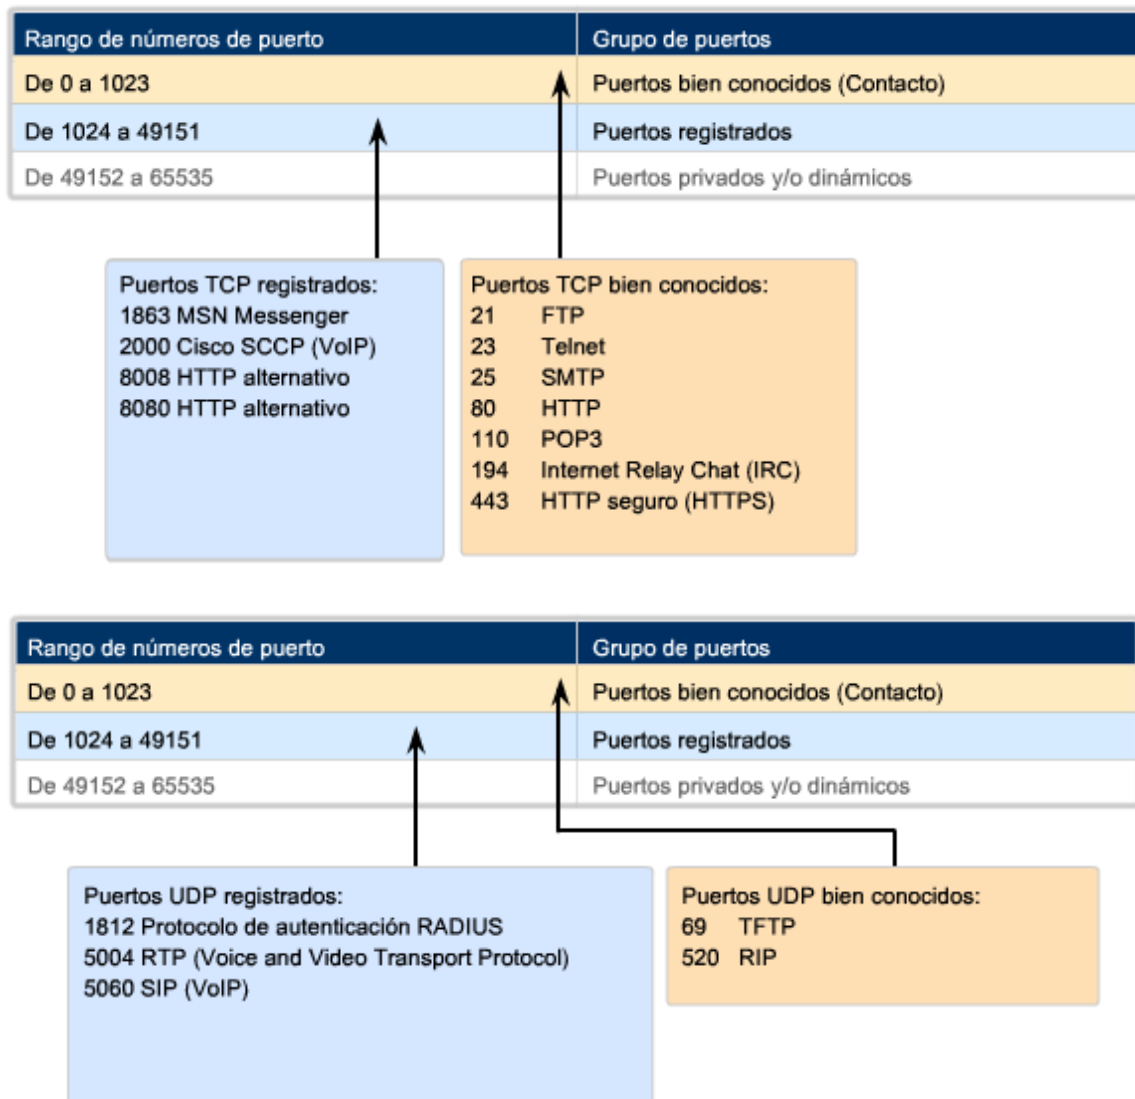 Rango de números de puerto Grupo de puertos
De 0 a 1023 Puertos bien conocidos (Contacto)
De 1024 a 49151 Puertos registrados
De 49152 a 65535 Puertos privados y/o dinámicos
Puertos TCP registrados:
1863 MSN Messenger
2000 Cisco SCCP (VoIP)
8008 HTTP alternativo
8080 HTTP alternativo
Puertos TCP bien conocidos:
21 FTP
23 Telnet
25 SMTP
80 HTTP
110 POP3
194 Internet Relay Chat (IRC)
443 HTTP seguro (HTTPS)
Rango de números de puerto Grupo de puertos
De 0 a 1023 Puertos bien conocidos (Contacto)
De 1024 a 49151 Puertos registrados
De 49152 a 65535 Puertos privados y/o dinámicos
Puertos UDP registrados:
1812 Protocolo de autenticación RADIUS
5004 RTP (Voice and Video Transport Protocol)
5060 SIP (VoIP)
Puertos UDP bien conocidos:
69 TFTP
520 RIP